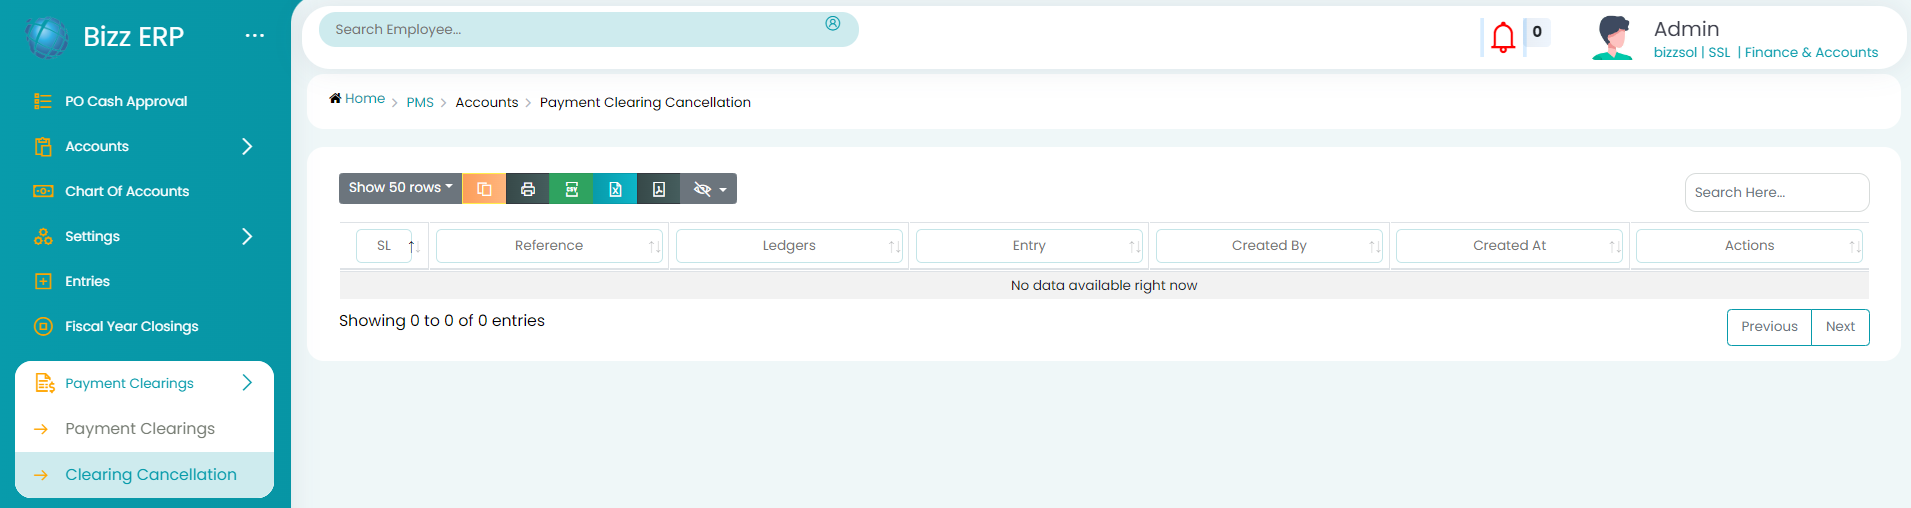 Bizz ERP
PO Cash Approval
Accounts
Chart Of Accounts
Settings
Entries
Fiscal Year Closings
Payment Clearings
Payment Clearings
Clearing Cancellation
Search Employee...
0
Admin
bizzsol | SSL | Finance & Accounts
Home > PMS > Accounts > Payment Clearing Cancellation
Show 50 rows
CSV
Search Here...
SL Reference Ledgers Entry Created By Created At Actions
No data available right now
Showing 0 to 0 of 0 entries
Previous Next